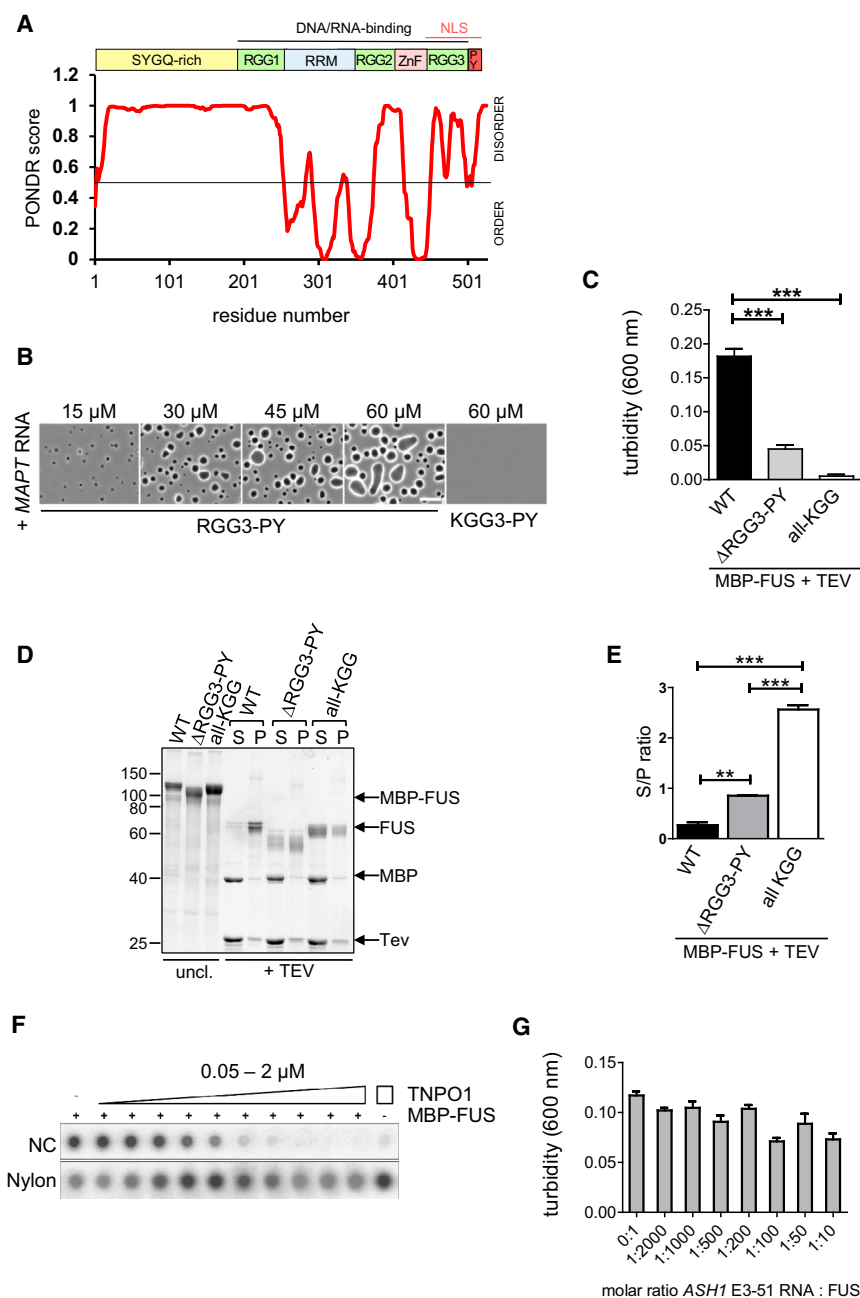 A
DNA/RNA-binding NLS
SYGQ-rich RGG1 RRM RGG2 ZnF RGG3 PY
PONDR score
1.2
1
0.8
0.6
0.4
0.2
0
DISORDER
ORDER
1 101 201 301 401 501
residue number
B
+ MAPT RNA
15 µM 30 µM 45 µM 60 µM 60 µM
RGG3-PY KGG3-PY
C
turbidity (600 nm)
0.25
0.20
0.15
0.10
0.05
0.00
***
***
WT ΔRGG3-PY all-KGG
MBP-FUS + TEV
D
WT ΔRGG3-PY all-KGG WT ΔRGG3-PY all-KGG
S P S P S P
150
100
80
60
40
25
MBP-FUS
FUS
MBP
Tev
uncl. + TEV
E
S/P ratio
3
2
1
0
***
***
**
WT ΔRGG3-PY all KGG
MBP-FUS + TEV
F
0.05 – 2 µM
- TNPO1
+ + + + + + + + + + + - MBP-FUS
NC
Nylon
G
turbidity (600 nm)
0.15
0.10
0.05
0.00
0:1 1:2000 1:1000 1:500 1:200 1:100 1:50 1:10
molar ratio ASH1 E3-51 RNA : FUS